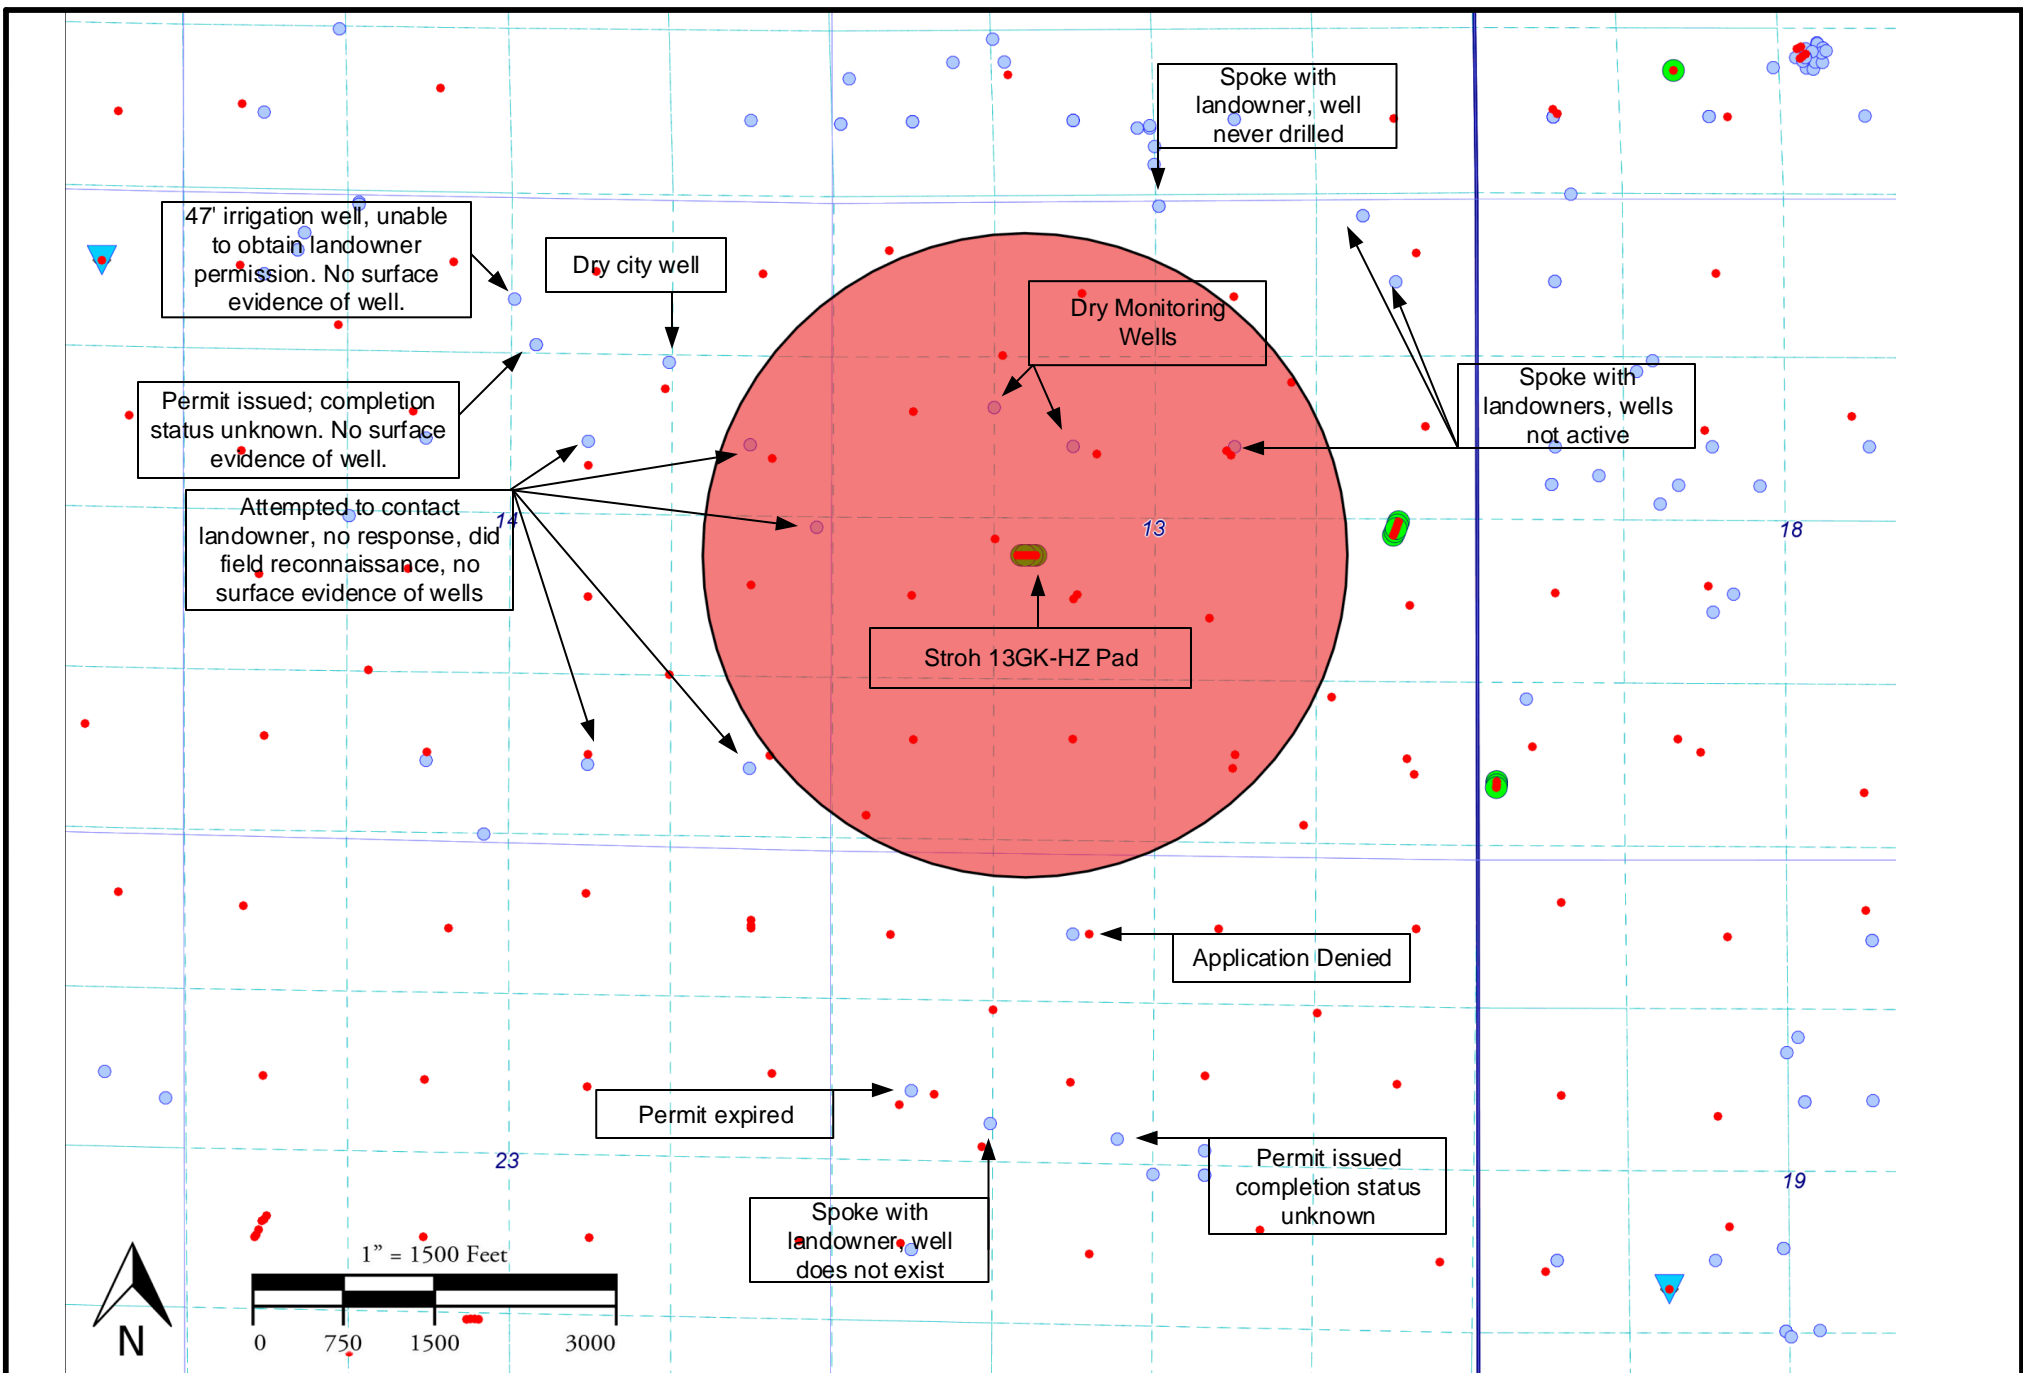 Spoke with
landowner, well
never drilled
47' irrigation well, unable
to obtain landowner
permission. No surface
evidence of well.
Dry city well
Dry Monitoring
Wells
Permit issued; completion
status unknown. No surface
evidence of well.
Spoke with
landowners, wells
not active
Attempted to contact
landowner, no response, did
field reconnaissance, no
surface evidence of wells
14
13
18
Stroh 13GK-HZ Pad
Application Denied
Permit expired
23
Permit issued
completion status
unknown
19
Spoke with
landowner, well
does not exist
1” = 1500 Feet
0 750 1500 3000
N